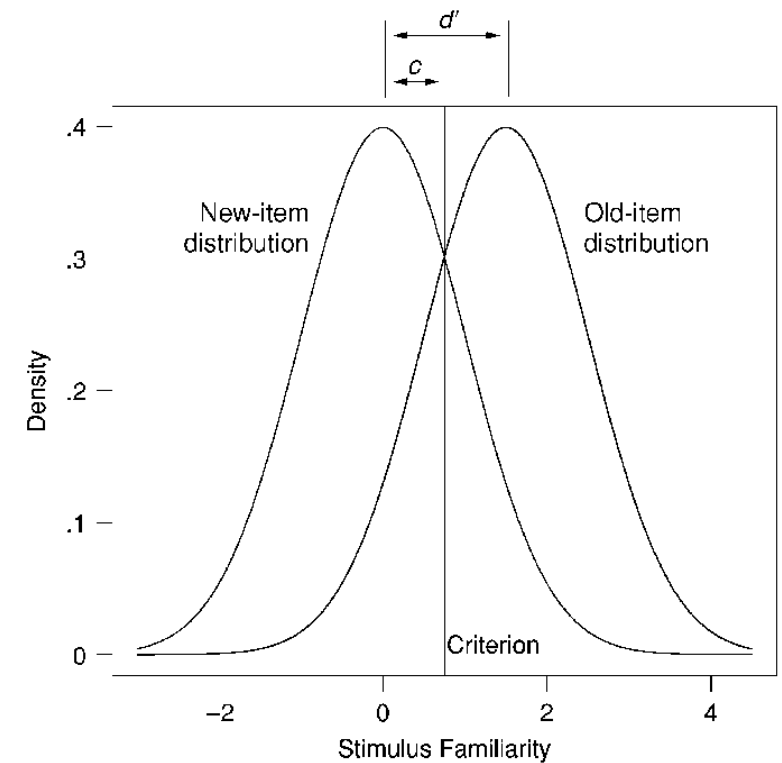 d′
c
.4
New-item
distribution
Old-item
distribution
.3
Density
.2
.1
0
Criterion
−2
0
2
4
Stimulus Familiarity